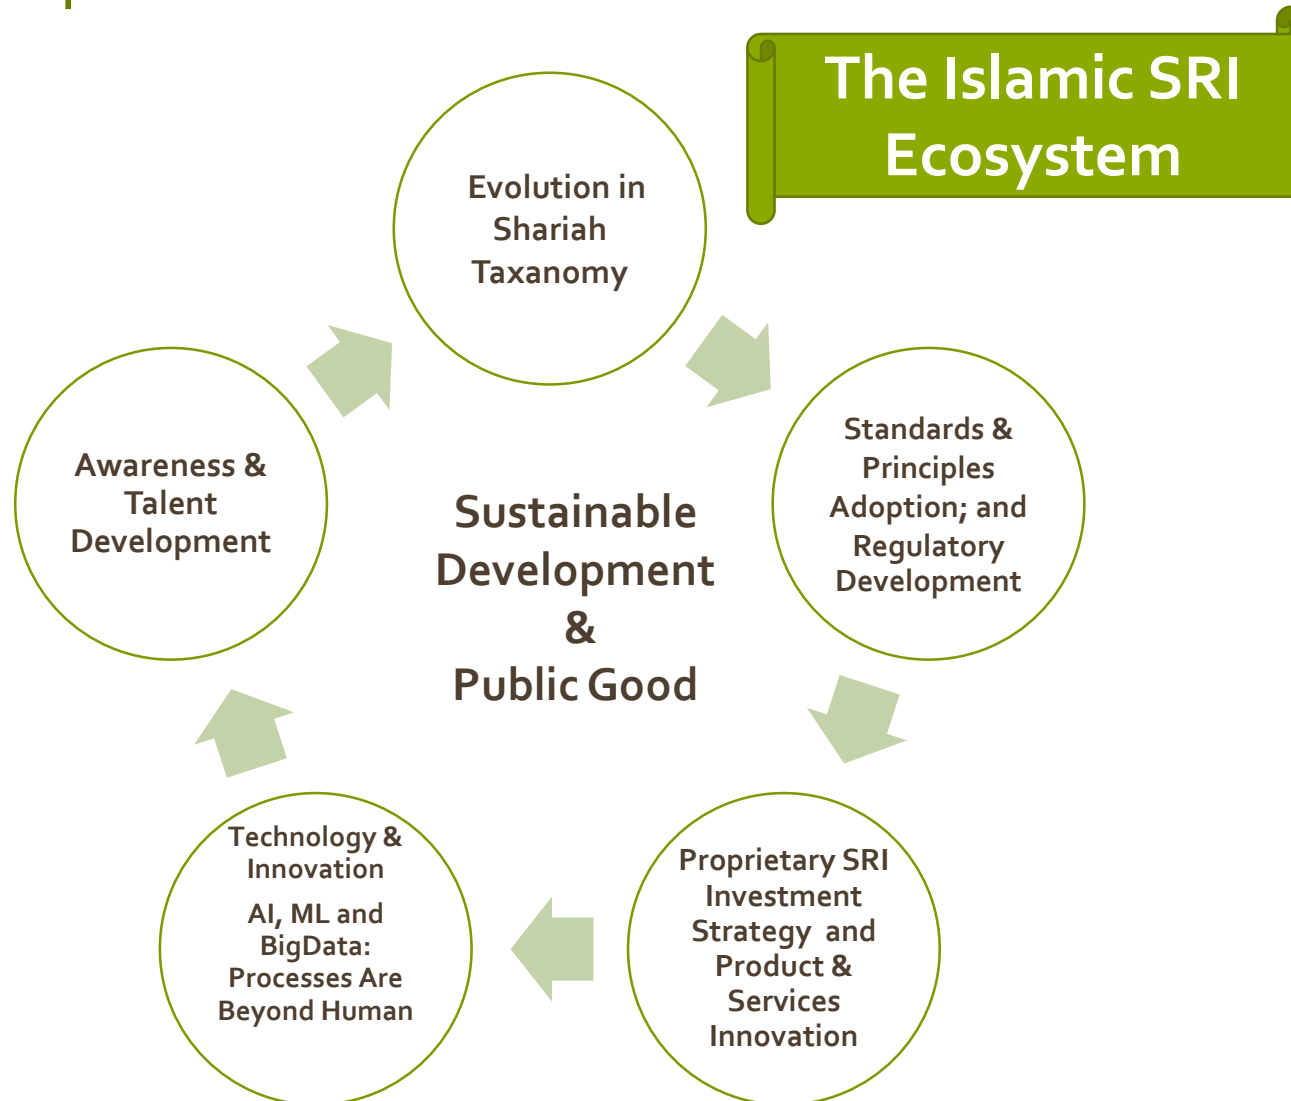 The Islamic SRI
Ecosystem
Evolution in
Shariah
Taxanomy
Standards &
Principles
Adoption; and
Regulatory
Development
Proprietary SRI
Investment
Strategy and
Product &
Services
Innovation
Technology &
Innovation
AI, ML and
BigData:
Processes Are
Beyond Human
Awareness &
Talent
Development
Sustainable
Development
&
Public Good